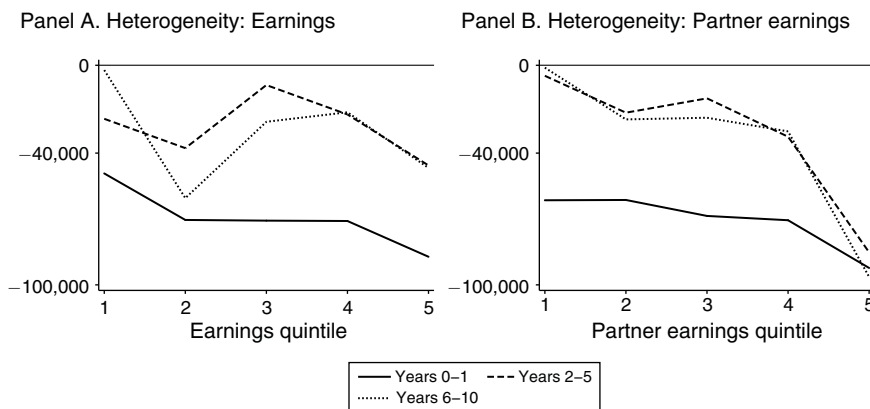 Panel A. Heterogeneity: Earnings
0
−40,000
−100,000
1 2 3 4 5
Earnings quintile
Panel B. Heterogeneity: Partner earnings
0
−40,000
−100,000
1 2 3 4 5
Partner earnings quintile
Years 0−1 Years 2−5
Years 6−10